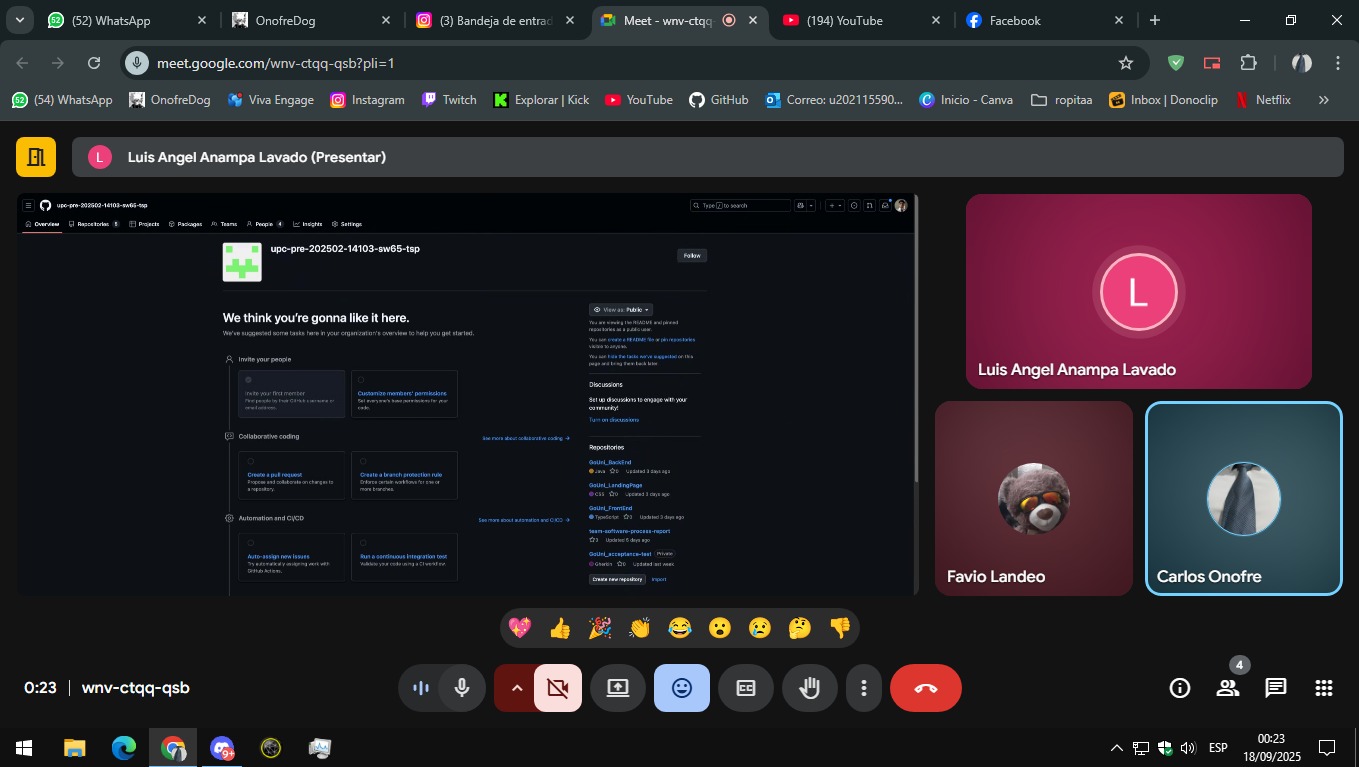 (52) WhatsApp
OnofreDog
(3) Bandeja de entrad
Meet - wnv-ctqq-
(194) YouTube
Facebook
meet.google.com/wnv-ctqq-qsb?pli=1
(54) WhatsApp
OnofreDog
Viva Engage
Instagram
Twitch
Explorar | Kick
YouTube
GitHub
Correo: u202115590...
Inicio - Canva
ropitaa
Inbox | Donoclip
Netflix
L
Luis Angel Anampa Lavado (Presentar)
upc-pre-202502-14103-sw65-tsp
Type / to search
Overview
Repositories 5
Projects
Packages
Teams
People 4
Insights
Settings
upc-pre-202502-14103-sw65-tsp
Follow
We think you're gonna like it here.
We've suggested some tasks here in your organization's overview to help you get started.
Invite your people
Invite your first member
Find people by their GitHub username or
email address.
Customize members' permissions
Set everyone's base permissions for your
code.
Collaborative coding
See more about collaborative coding →
Create a pull request
Propose and collaborate on changes to
a repository.
Create a branch protection rule
Enforce certain workflows for one or
more branches.
Automation and CI/CD
See more about automation and CI/CD →
Auto-assign new issues
Try automatically assigning work with
GitHub Actions.
Run a continuous integration test
Validate your code using a CI workflow.
View as: Public
You are viewing the README and pinned
repositories as a public user.
You can create a README file or pin repositories
visible to anyone.
You can hide the tasks we've suggested on this
page and bring them back later.
Discussions
Set up discussions to engage with your
community!
Turn on discussions
Repositories
GoUni_BackEnd
Java 0 Updated 3 days ago
GoUni_LandingPage
CSS 0 Updated 3 days ago
GoUni_FrontEnd
TypeScript 0 Updated 3 days ago
team-software-process-report
0 Updated 6 days ago
GoUni_acceptance-test Private
Gherkin 0 Updated last week
Create new repository
Import
L
Luis Angel Anampa Lavado
Favio Landeo
Carlos Onofre
0:23 | wnv-ctqq-qsb
CC
4
9+
ESP
00:23
18/09/2025